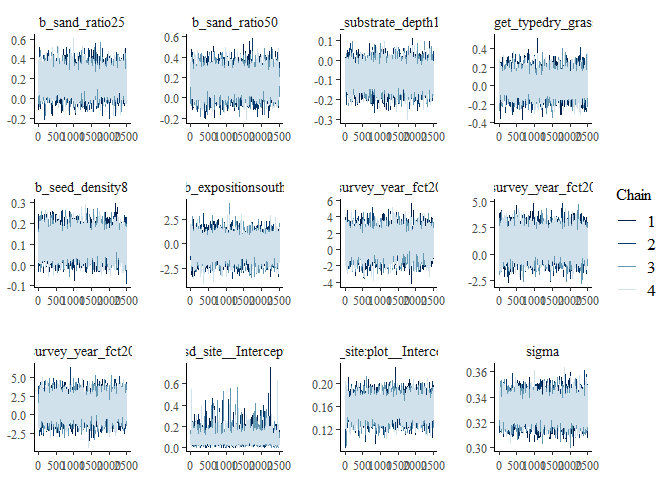 b_sand_ratio25 b_sand_ratio50 _substrate_depth1 get_typedry_gras
0.6 0.4 0.2 0.0 -0.2
0.6 0.4 0.2 0.0 -0.2
0.1 0.0 -0.1 -0.2 -0.3
0.4 0.2 0.0 -0.2 -0.4
0 500 1000 1500 2000 2500 0 500 1000 1500 2000 2500 0 500 1000 1500 2000 2500 0 500 1000 1500 2000 2500
b_seed_density8 b_expositionsouth survey_year_fct20 survey_year_fct20
0.3 0.2 0.1 0.0 -0.1
2.5 0.0 -2.5
6 4 2 0 -2 -4
5.0 2.5 0.0 -2.5
0 500 1000 1500 2000 2500 0 500 1000 1500 2000 2500 0 500 1000 1500 2000 2500 0 500 1000 1500 2000 2500
survey_year_fct20 sd_site__Intercep _site:plot__Interce sigma
5.0 2.5 0.0 -2.5
0.6 0.4 0.2 0.0
0.20 0.16 0.12
0.36 0.34 0.32 0.30
0 500 1000 1500 2000 2500 0 500 1000 1500 2000 2500 0 500 1000 1500 2000 2500 0 500 1000 1500 2000 2500
Chain
1
2
3
4